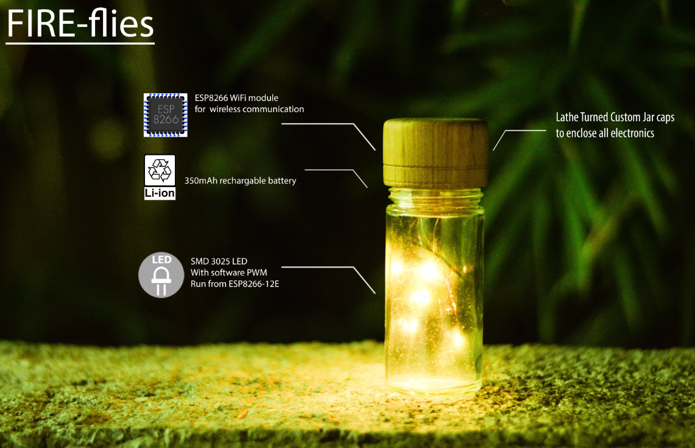 FIRE-flies
ESP
8266
ESP8266 WiFi module
for wireless communication
Lathe Turned Custom Jar caps
to enclose all electronics
Li-ion
350mAh rechargable battery
LED
SMD 3025 LED
With software PWM
Run from ESP8266-12E